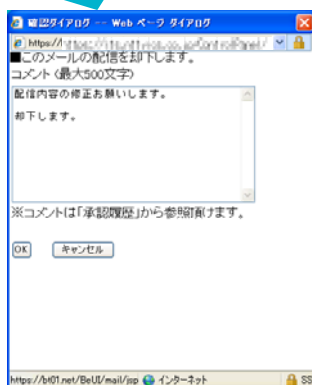 確認ダイアログ -- Web ページ ダイアログ
https://
■このメールの配信を却下します。
コメント（最大500文字）
配信内容の修正お願いします。
却下します。
※コメントは「承認履歴」から参照頂けます。
OK キャンセル
https://bt01.net/BeUI/mail/jsp インターネット SS